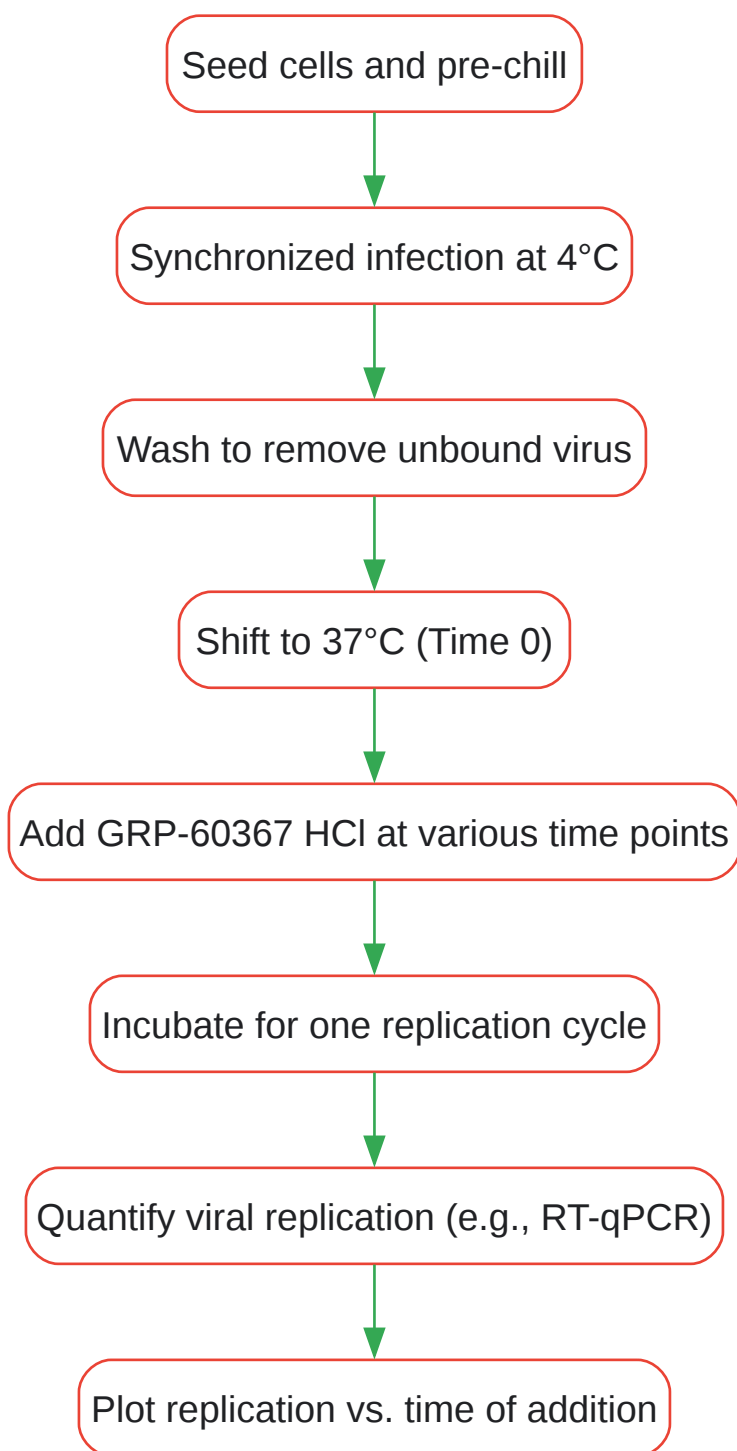 Seed cells and pre-chill
Synchronized infection at 4°C
Wash to remove unbound virus
Shift to 37°C (Time 0)
Add GRP-60367 HCl at various time points
Incubate for one replication cycle
Quantify viral replication (e.g., RT-qPCR)
Plot replication vs. time of addition